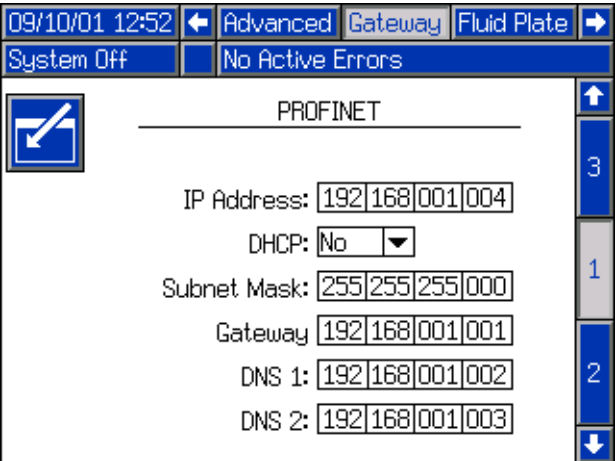 09/10/01 12:52 Advanced Gateway Fluid Plate
System Off No Active Errors
PROFINET
3
IP Address: 192 168 001 004
DHCP: No
1
Subnet Mask: 255 255 255 000
Gateway 192 168 001 001
DNS 1: 192 168 001 002
2
DNS 2: 192 168 001 003